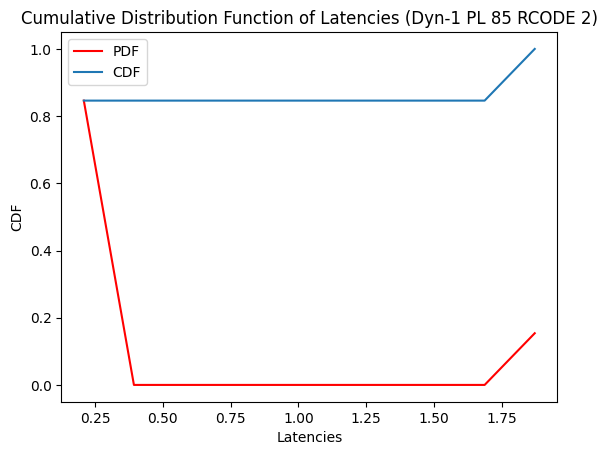 Cumulative Distribution Function of Latencies (Dyn-1 PL 85 RCODE 2)
PDF
CDF
CDF
1.0
0.8
0.6
0.4
0.2
0.0
0.25 0.50 0.75 1.00 1.25 1.50 1.75
Latencies